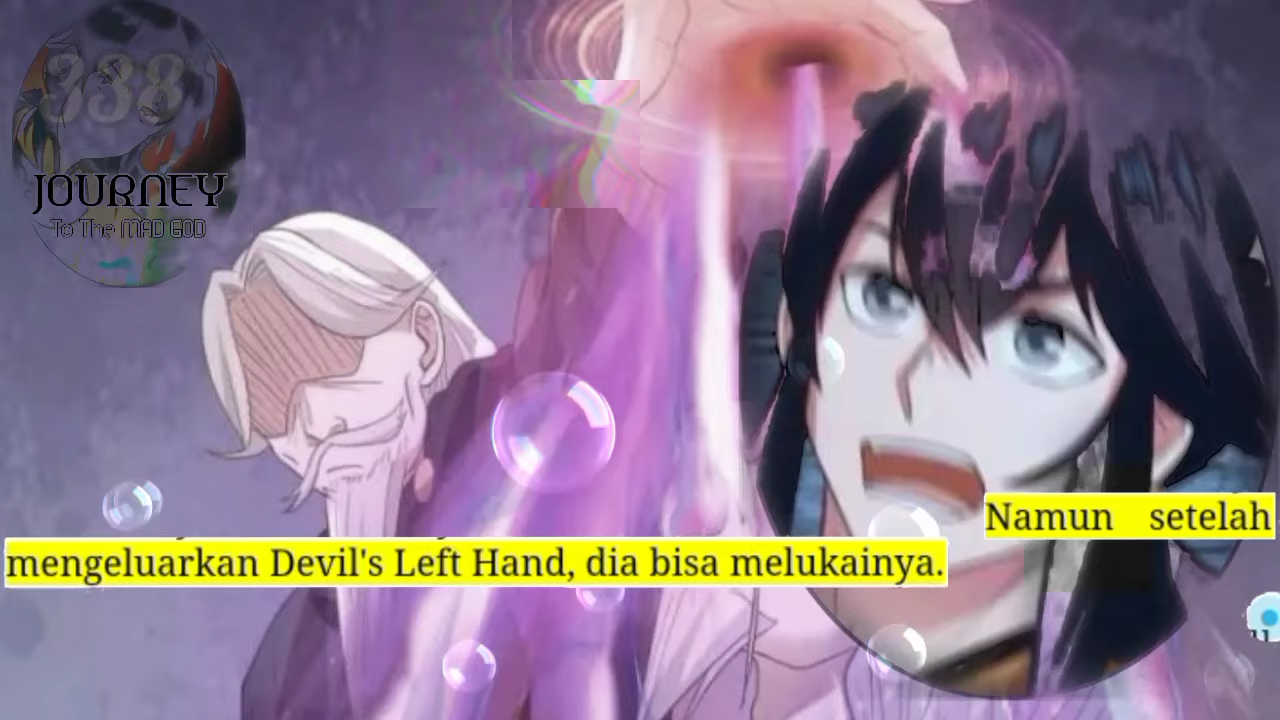 338
JOURNEY
To The MAD GOD
Namun setelah
mengeluarkan Devil's Left Hand, dia bisa melukainya.